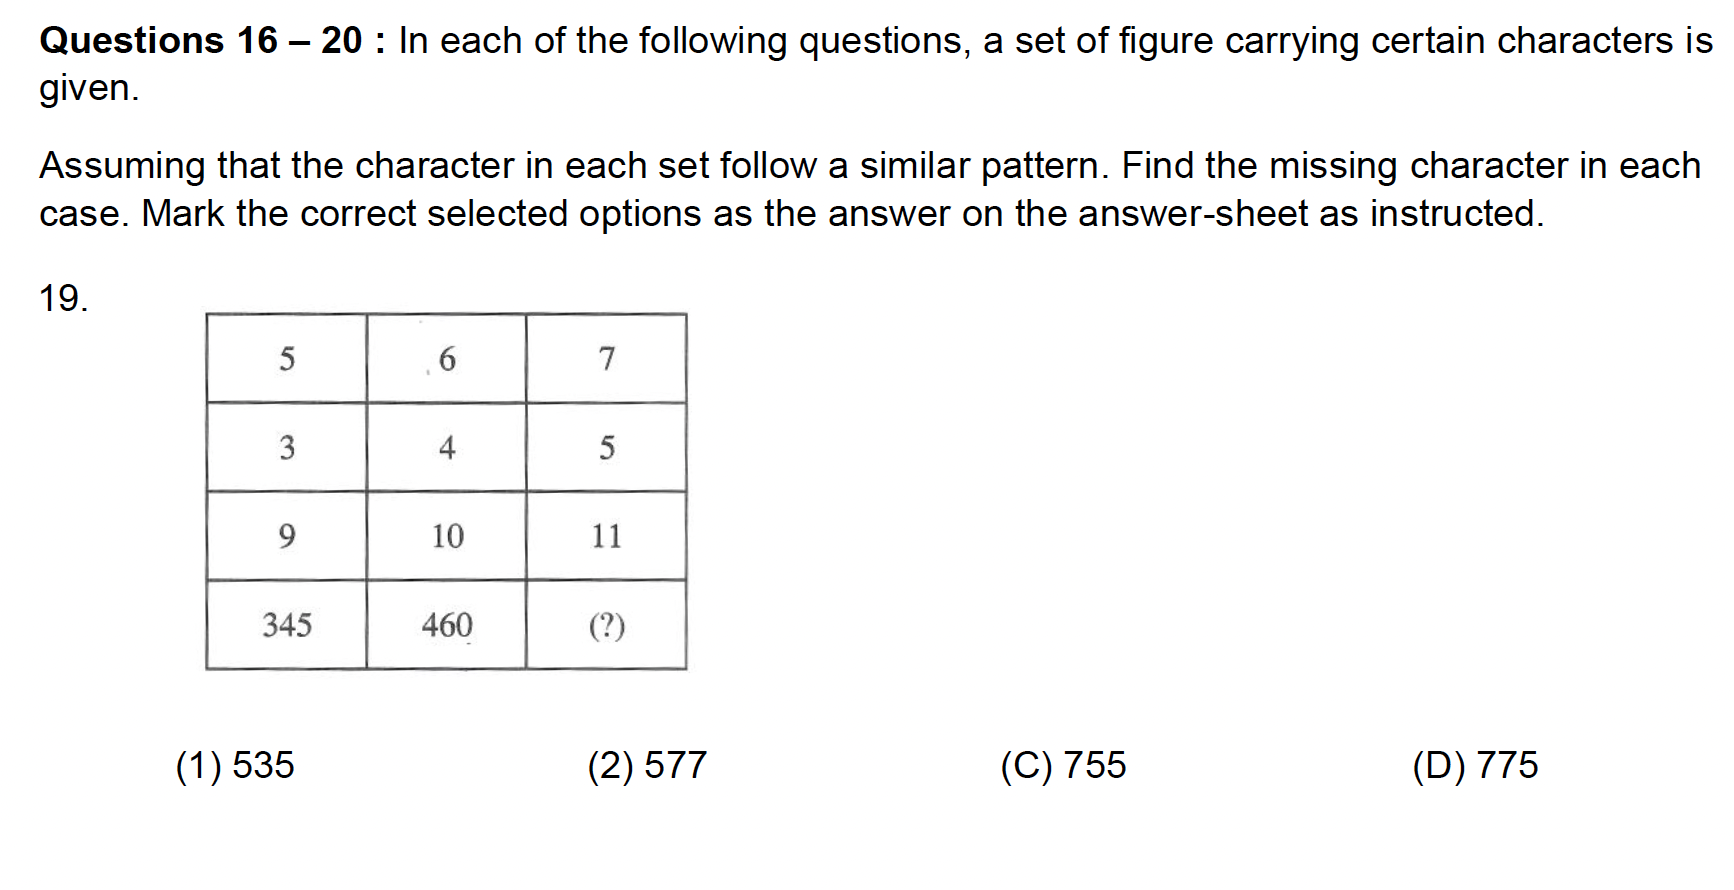 Questions 16 – 20 : In each of the following questions, a set of figure carrying certain characters is
given.
Assuming that the character in each set follow a similar pattern. Find the missing character in each
case. Mark the correct selected options as the answer on the answer-sheet as instructed.
19.
5 6 7
3 4 5
9 10 11
345 460 (?)
(1) 535 (2) 577 (C) 755 (D) 775